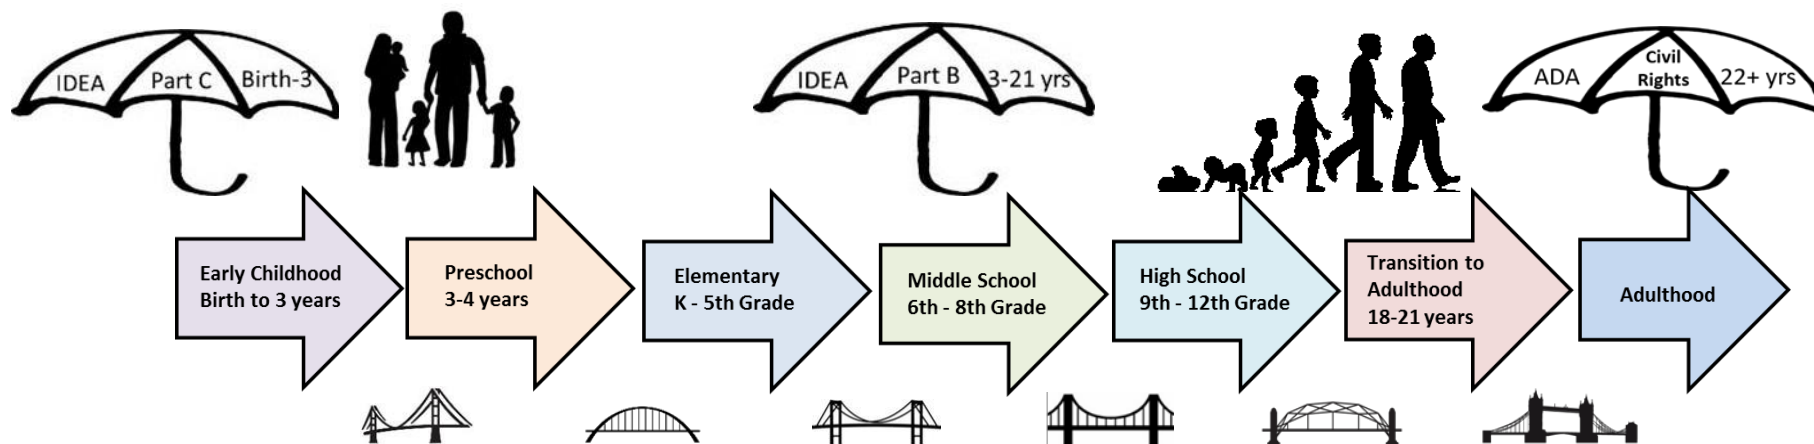 IDEA Part C Birth-3
IDEA Part B 3-21 yrs
ADA Civil Rights 22+ yrs
Early Childhood
Birth to 3 years
Preschool
3-4 years
Elementary
K - 5th Grade
Middle School
6th - 8th Grade
High School
9th - 12th Grade
Transition to
Adulthood
18-21 years
Adulthood